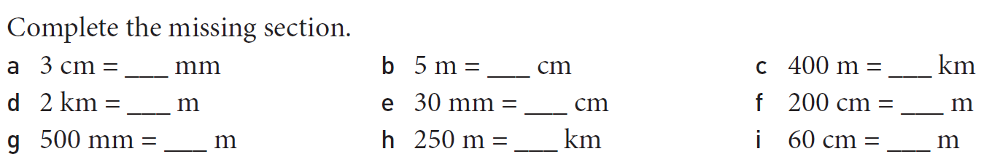 Complete the missing section.
a 3 cm = ___ mm b 5 m = ___ cm c 400 m = ___ km
d 2 km = ___ m e 30 mm = ___ cm f 200 cm = ___ m
g 500 mm = ___ m h 250 m = ___ km i 60 cm = ___ m